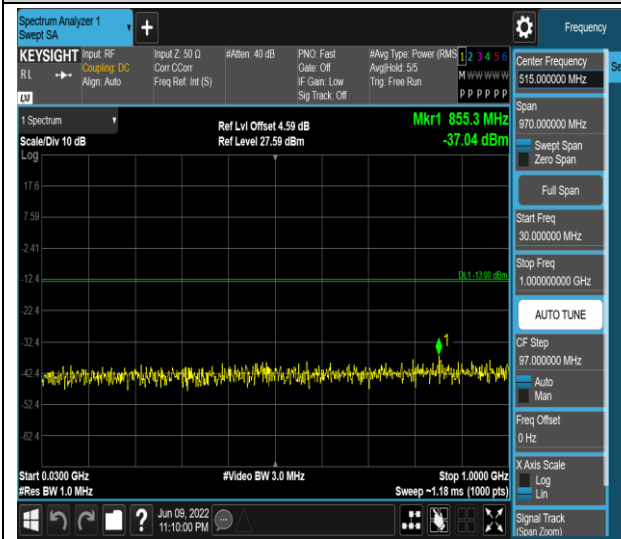 Spectrum Analyzer 1
Swept SA
+
Frequency
KEYSIGHT
RL
LXI
Input: RF
Coupling: DC
Align: Auto
Input Z: 50 Ω
Corr CCorr
Freq Ref: Int (S)
#Atten: 40 dB
PNO: Fast
Gate: Off
IF Gain: Low
Sig Track: Off
#Avg Type: Power (RMS
Avg|Hold: 5/5
Trig: Free Run
1 2 3 4 5 6
M W W W W W
P P P P P P
1 Spectrum
Scale/Div 10 dB
Ref Lvl Offset 4.59 dB
Ref Level 27.59 dBm
Mkr1 855.3 MHz
-37.04 dBm
Log
17.6
7.59
-2.41
-12.4
DL1 -13.00 dBm
-22.4
-32.4
1
-42.4
-52.4
-62.4
Start 0.0300 GHz
#Res BW 1.0 MHz
#Video BW 3.0 MHz
Stop 1.0000 GHz
Sweep ~1.18 ms (1000 pts)
?
Jun 09, 2022
11:10:00 PM
Center Frequency
515.000000 MHz
Se
Span
970.000000 MHz
Swept Span
Zero Span
Full Span
Start Freq
30.000000 MHz
Stop Freq
1.000000000 GHz
AUTO TUNE
CF Step
97.000000 MHz
Auto
Man
Freq Offset
0 Hz
X Axis Scale
Log
Lin
Signal Track
(Span Zoom)